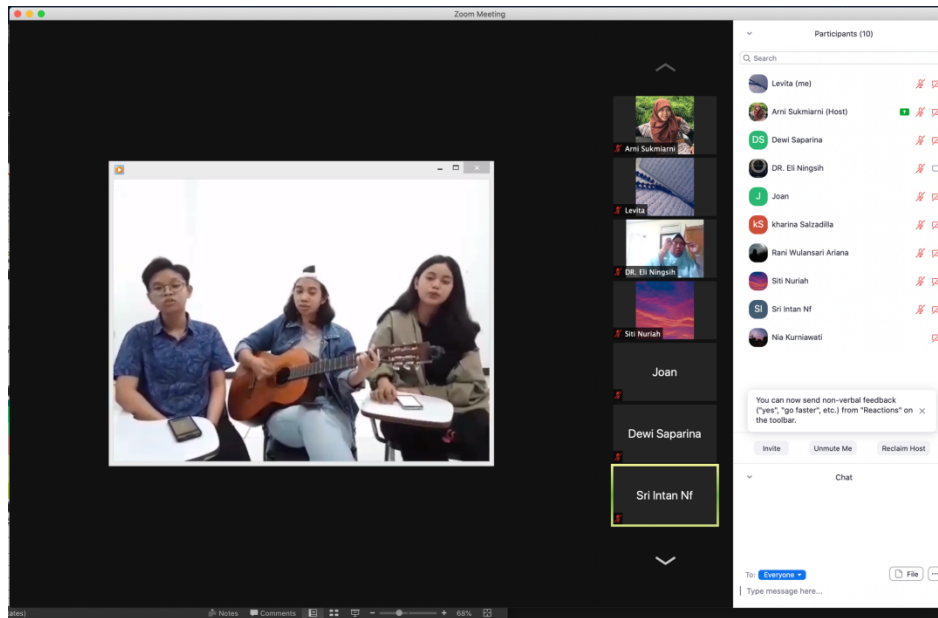 Zoom Meeting
Participants (10)
Search
Levita (me)
Arni Sukmiarni (Host)
DS Dewi Saparina
DR. Eli Ningsih
J Joan
kS kharina Salzadilla
Rani Wulansari Ariana
Siti Nuriah
SI Sri Intan Nf
Nia Kurniawati
You can now send non-verbal feedback
("yes", "go faster", etc.) from "Reactions" on
the toolbar.
Invite Unmute Me Reclaim Host
Chat
To: Everyone File
Type message here...
Arni Sukmiarni
Levita
DR. Eli Ningsih
Siti Nuriah
Joan
Dewi Saparina
Sri Intan Nf
Notes Comments 68%